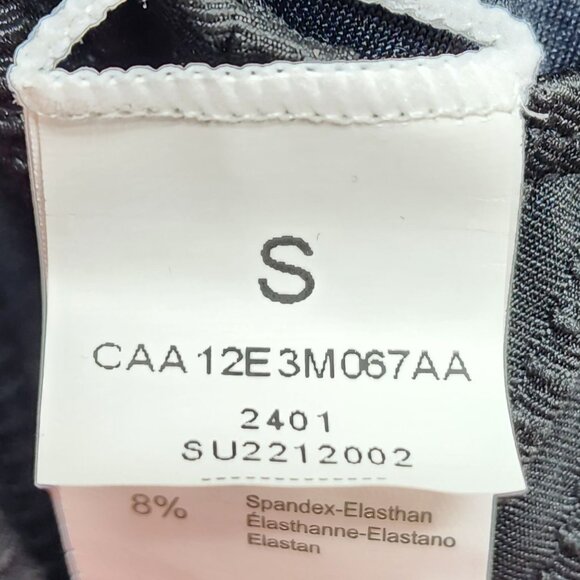 S
CAA12E3M067AA
2401
SU2212002
8% Spandex-Elasthan
Élasthanne-Elastano
Elastan